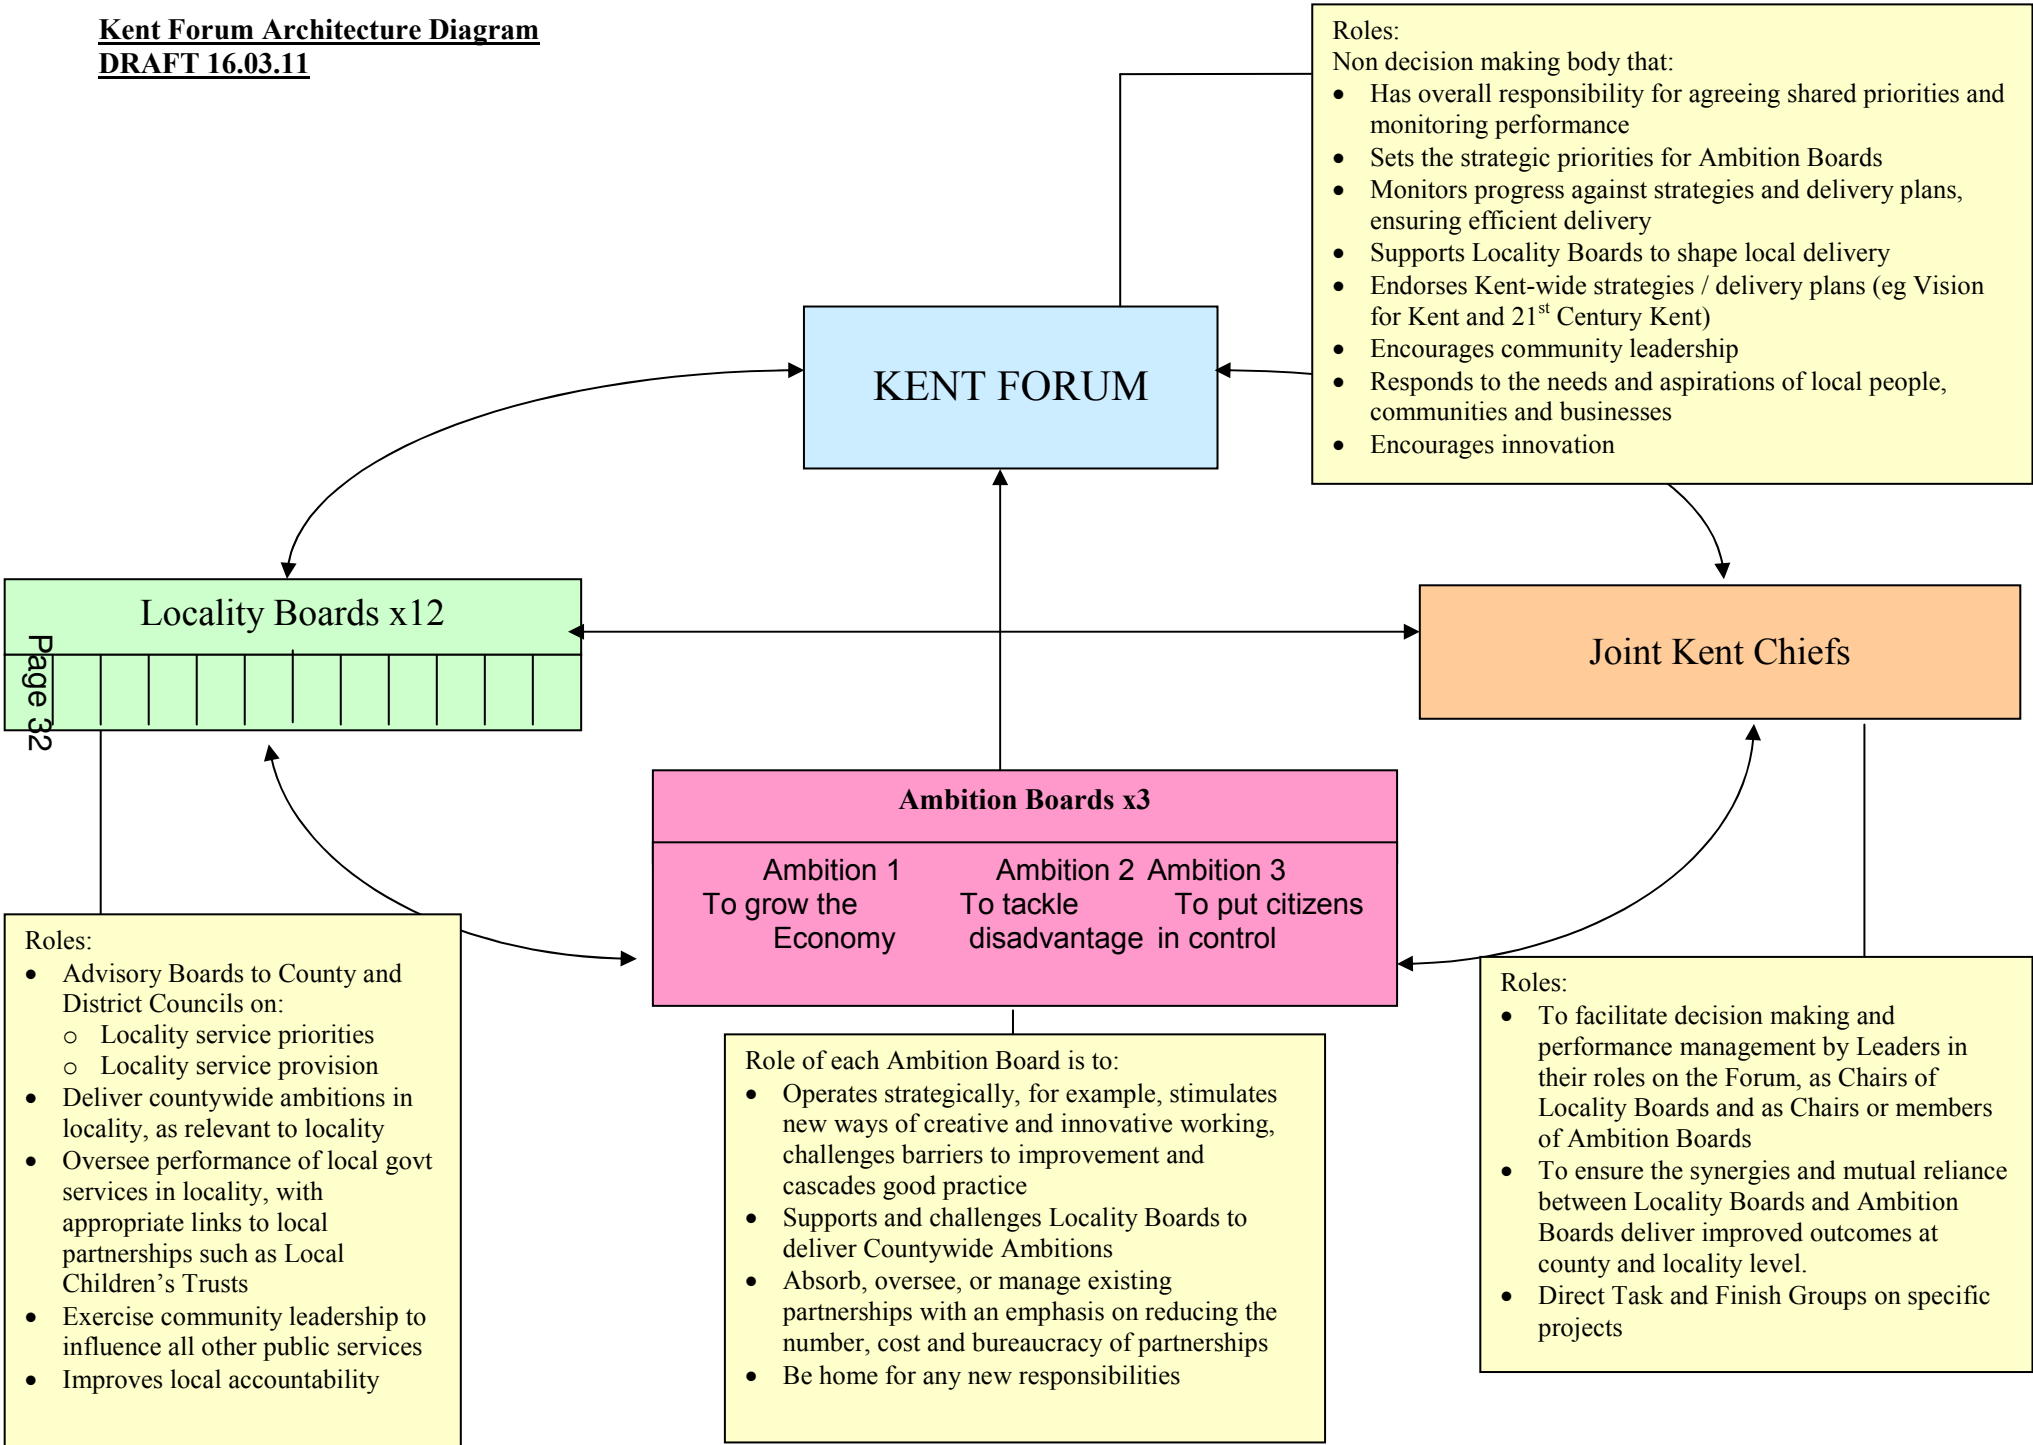 Kent Forum Architecture Diagram
DRAFT 16.03.11
Roles:
Non decision making body that:
• Has overall responsibility for agreeing shared priorities and
monitoring performance
• Sets the strategic priorities for Ambition Boards
• Monitors progress against strategies and delivery plans,
ensuring efficient delivery
• Supports Locality Boards to shape local delivery
• Endorses Kent-wide strategies / delivery plans (eg Vision
for Kent and 21st Century Kent)
• Encourages community leadership
• Responds to the needs and aspirations of local people,
communities and businesses
• Encourages innovation
KENT FORUM
Locality Boards x12
Page 32
Joint Kent Chiefs
Ambition Boards x3
Ambition 1 Ambition 2 Ambition 3
To grow the To tackle To put citizens
Economy disadvantage in control
Roles:
• Advisory Boards to County and
District Councils on:
o Locality service priorities
o Locality service provision
• Deliver countywide ambitions in
locality, as relevant to locality
• Oversee performance of local govt
services in locality, with
appropriate links to local
partnerships such as Local
Children’s Trusts
• Exercise community leadership to
influence all other public services
• Improves local accountability
Role of each Ambition Board is to:
• Operates strategically, for example, stimulates
new ways of creative and innovative working,
challenges barriers to improvement and
cascades good practice
• Supports and challenges Locality Boards to
deliver Countywide Ambitions
• Absorb, oversee, or manage existing
partnerships with an emphasis on reducing the
number, cost and bureaucracy of partnerships
• Be home for any new responsibilities
Roles:
• To facilitate decision making and
performance management by Leaders in
their roles on the Forum, as Chairs of
Locality Boards and as Chairs or members
of Ambition Boards
• To ensure the synergies and mutual reliance
between Locality Boards and Ambition
Boards deliver improved outcomes at
county and locality level.
• Direct Task and Finish Groups on specific
projects